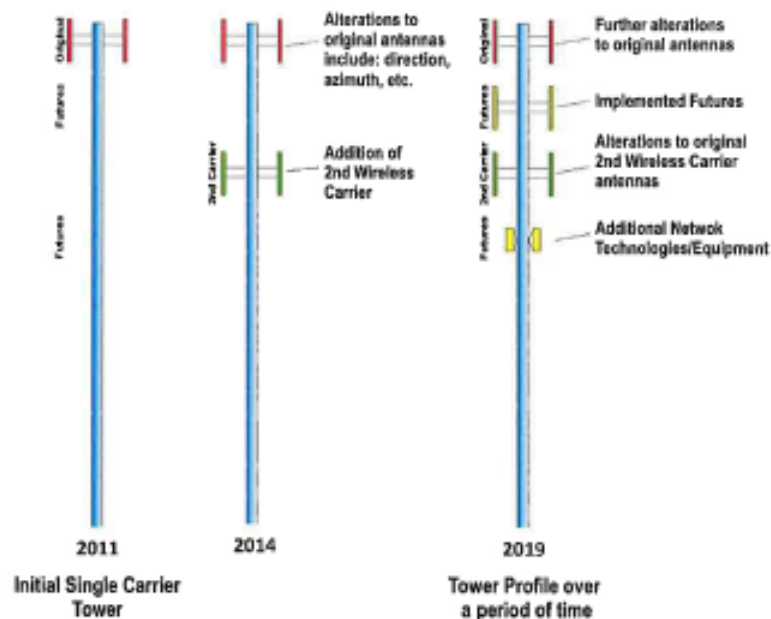 Original
Futures
Futures
2011
Initial Single Carrier
Tower
Alterations to
original antennas
include: direction,
azimuth, etc.
2nd Carrier
Addition of
2nd Wireless
Carrier
2014
Original
Futures
2nd Carrier
Futures
Further alterations
to original antennas
Implemented Futures
Alterations to original
2nd Wireless Carrier
antennas
Additional Netwok
Technologies/Equipment
2019
Tower Profile over
a period of time